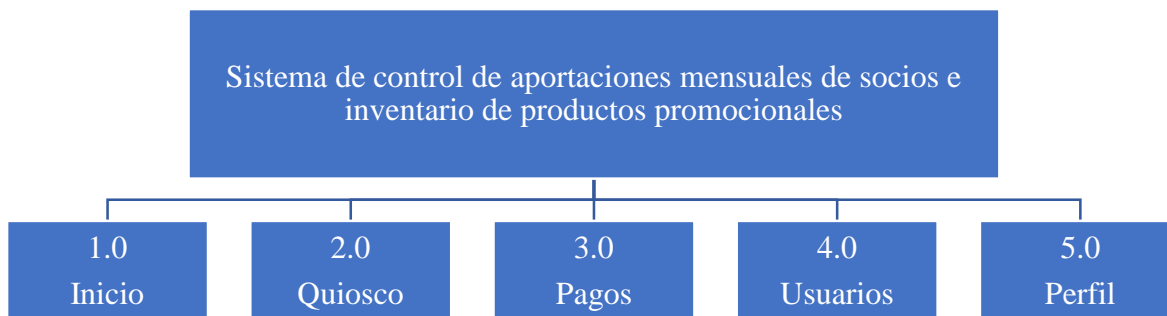 Sistema de control de aportaciones mensuales de socios e
inventario de productos promocionales
1.0
Inicio
2.0
Quiosco
3.0
Pagos
4.0
Usuarios
5.0
Perfil